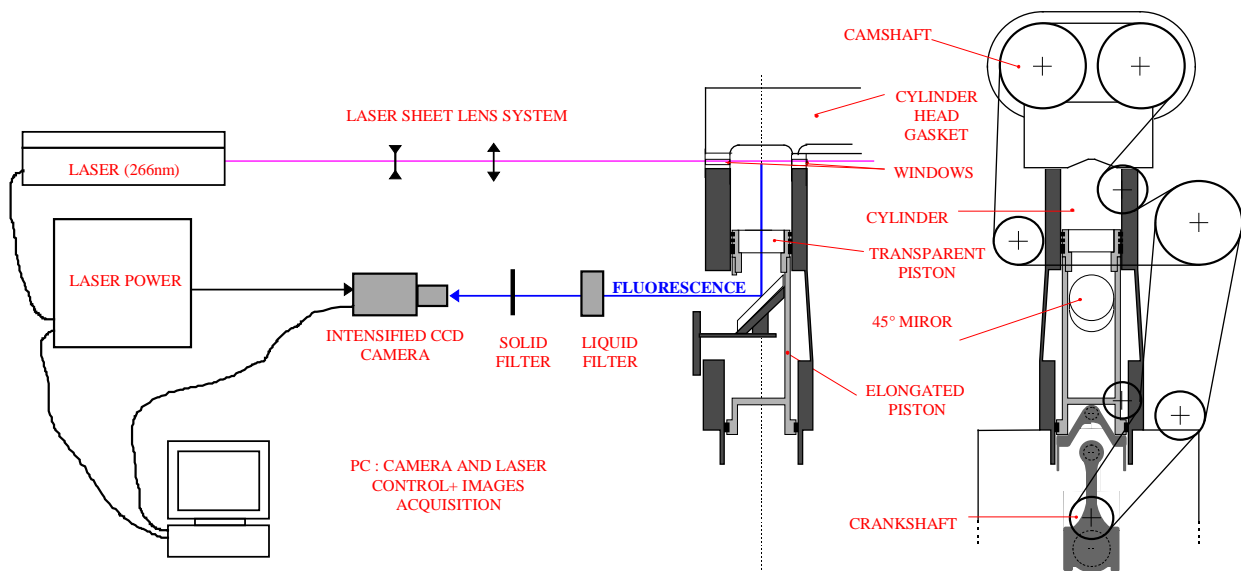 CAMSHAFT
LASER SHEET LENS SYSTEM
CYLINDER
HEAD
GASKET
LASER (266nm)
WINDOWS
CYLINDER
TRANSPARENT
PISTON
LASER POWER
FLUORESCENCE
INTENSIFIED CCD
CAMERA
SOLID
FILTER
LIQUID
FILTER
45° MIROR
ELONGATED
PISTON
PC : CAMERA AND LASER
CONTROL+ IMAGES
ACQUISITION
CRANKSHAFT